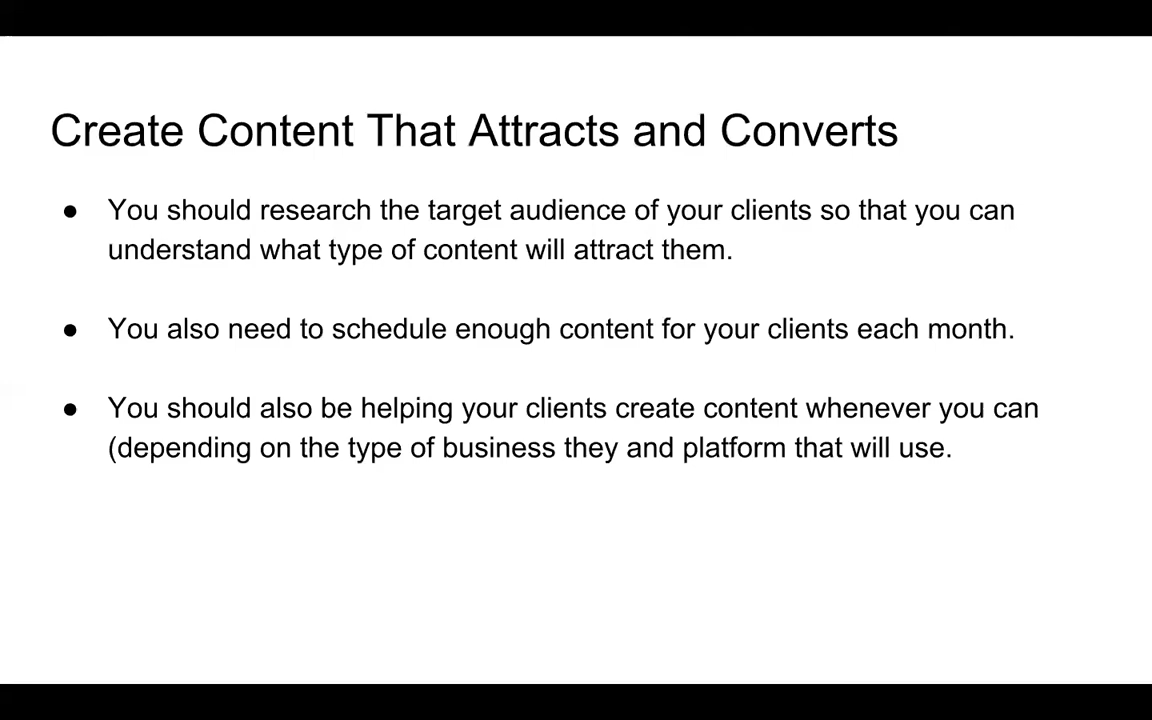 Create Content That Attracts and Converts
● You should research the target audience of your clients so that you can
understand what type of content will attract them.
● You also need to schedule enough content for your clients each month.
● You should also be helping your clients create content whenever you can
(depending on the type of business they and platform that will use.